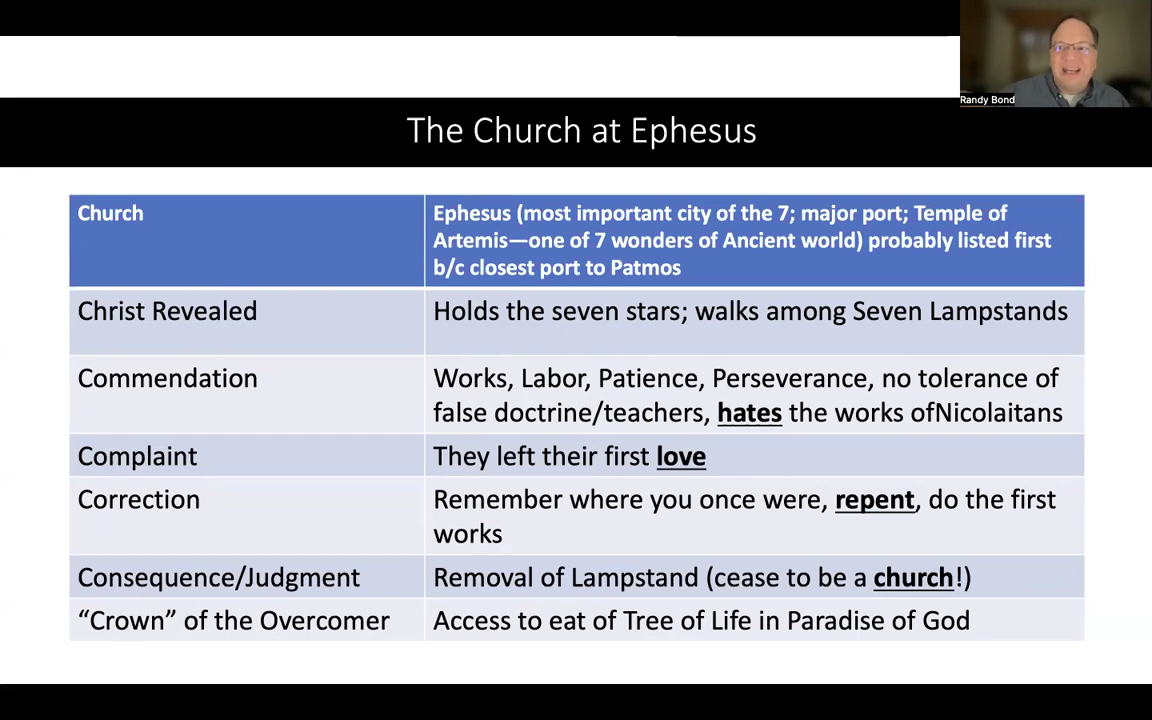 Randy Bond
The Church at Ephesus
Church
Ephesus (most important city of the 7; major port; Temple of
Artemis—one of 7 wonders of Ancient world) probably listed first
b/c closest port to Patmos
Christ Revealed
Holds the seven stars; walks among Seven Lampstands
Commendation
Works, Labor, Patience, Perseverance, no tolerance of
false doctrine/teachers, hates the works ofNicolaitans
Complaint
They left their first love
Correction
Remember where you once were, repent, do the first
works
Consequence/Judgment
Removal of Lampstand (cease to be a church!)
“Crown” of the Overcomer
Access to eat of Tree of Life in Paradise of God